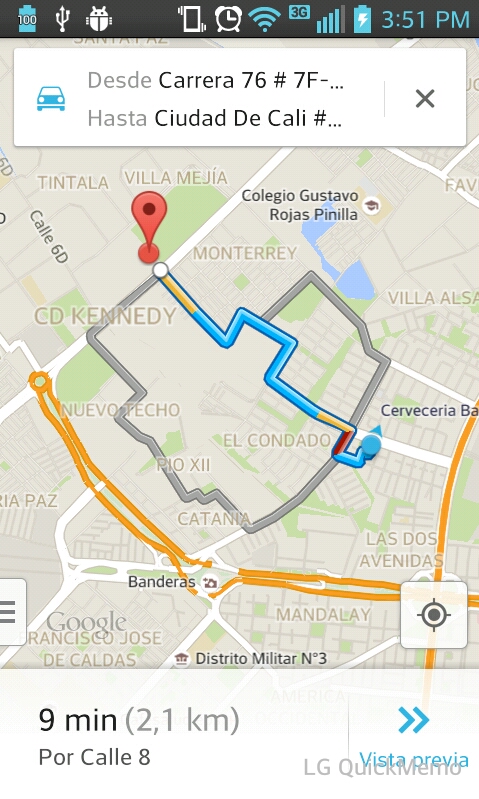 100
3G
3:51 PM
SANTA PAZ
Desde Carrera 76 # 7F-...
Hasta Ciudad De Cali #...
TINTALA
VILLA MEJÍA
Colegio Gustavo
Rojas Pinilla
FAV
Calle 6D
MONTERREY
VILLA ALSA
CD KENNEDY
NUEVO TECHO
Cerveceria Ba
EL CONDADO
PIO XII
RIA PAZ
CATANIA
LAS DOS
AVENIDAS
Banderas
Google
MANDALAY
FRANCISCO JOSE
DE CALDAS
Distrito Militar N°3
AMERICA
9 min (2,1 km)
Por Calle 8
Vista previa
LG QuickMemo